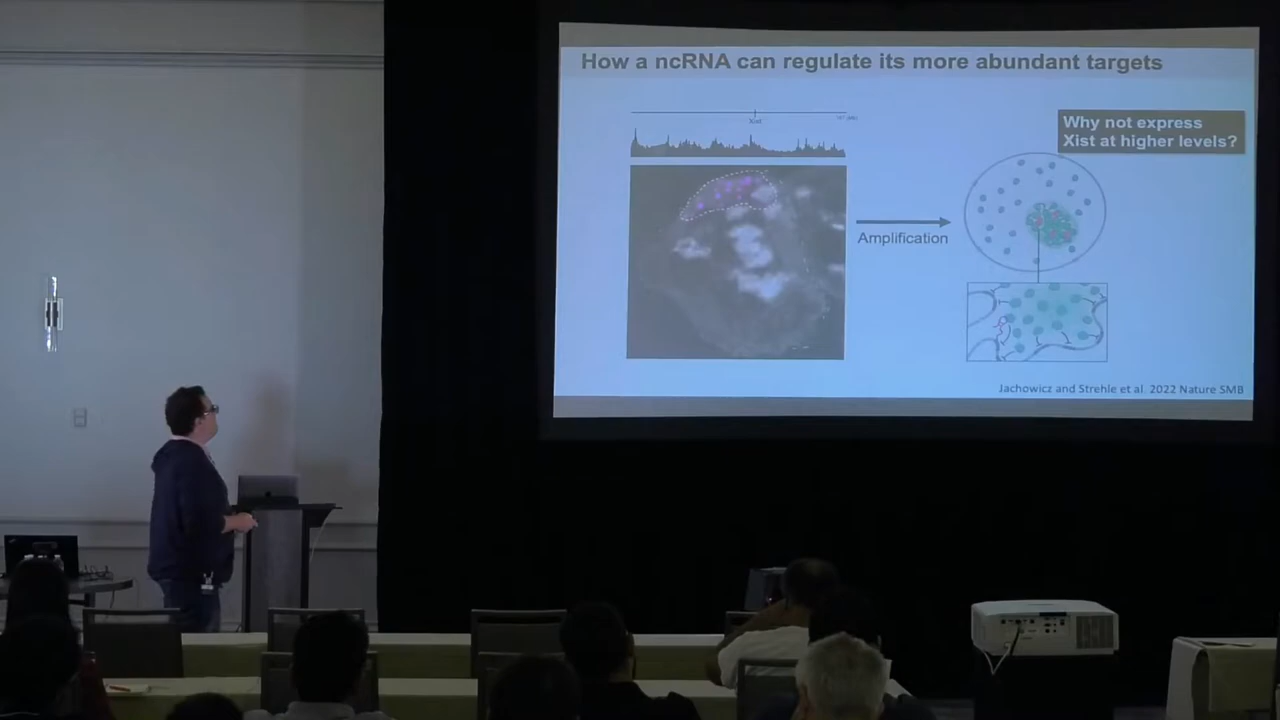 How a ncRNA can regulate its more abundant targets
Xist
Why not express
Xist at higher levels?
Amplification
Jachowicz and Strehle et al. 2022 Nature SMB